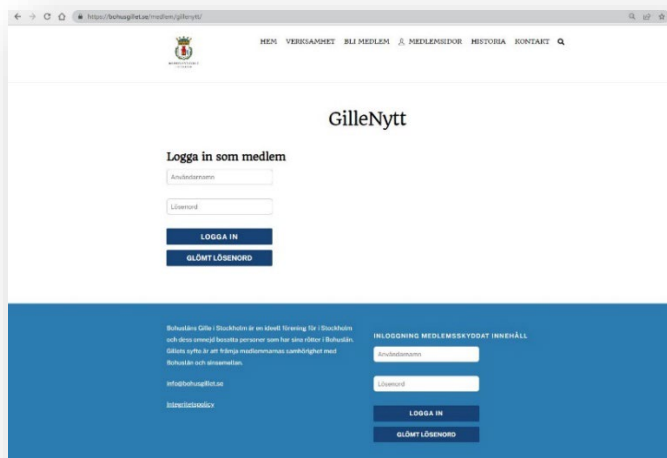 https://bohusgillet.se/medlem/gillenytt/
HEM VERKSAMHET BLI MEDLEM MEDLEMSIDOR HISTORIA KONTAKT
GilleNytt
Logga in som medlem
Användarnamn
Lösenord
LOGGA IN
GLÖMT LÖSENORD
Bohusläns Gille i Stockholm är en ideell förening för i Stockholm
och dess omnejd bosatta personer som har sina rötter i Bohuslän.
Gillets syfte är att främja medlemmarnas samhörighet med
Bohuslän och sinsemellan.
info@bohusgillet.se
Integritetspolicy
INLOGGNING MEDLEMSSKYDDAT INNEHÅLL
Användarnamn
Lösenord
LOGGA IN
GLÖMT LÖSENORD